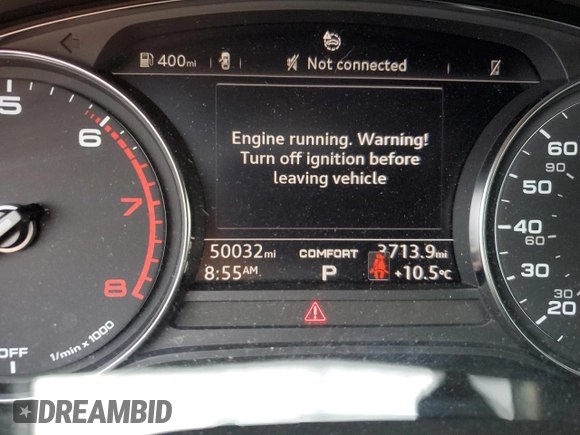 400mi
Not connected
Engine running. Warning!
Turn off ignition before
leaving vehicle
50032mi COMFORT 3713.9mi
8:55AM P +10.5°C
5
6
7
8
1/min x 1000
OFF
60
90
50
40
60
30
30
20
DREAMBID